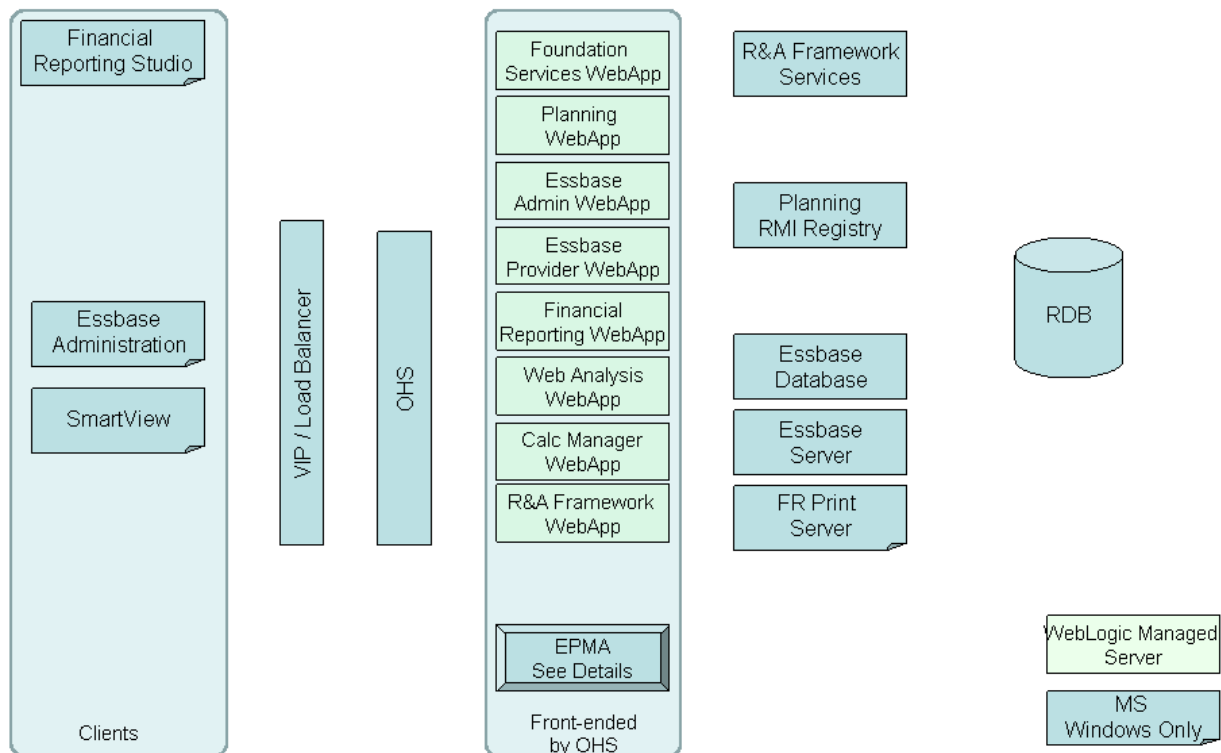 Financial
Reporting Studio
Essbase
Administration
SmartView
Clients
VIP / Load Balancer
OHS
Foundation
Services WebApp
Planning
WebApp
Essbase
Admin WebApp
Essbase
Provider WebApp
Financial
Reporting WebApp
Web Analysis
WebApp
Calc Manager
WebApp
R&A Framework
WebApp
EPMA
See Details
Front-ended
by OHS
R&A Framework
Services
Planning
RMI Registry
Essbase
Database
Essbase
Server
FR Print
Server
RDB
WebLogic Managed
Server
MS
Windows Only